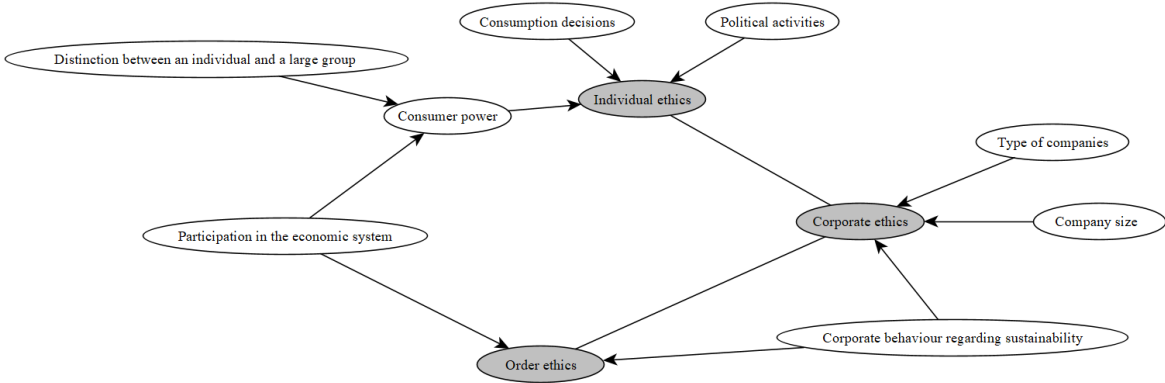 Consumption decisions
Political activities
Distinction between an individual and a large group
Individual ethics
Consumer power
Type of companies
Corporate ethics
Company size
Participation in the economic system
Corporate behaviour regarding sustainability
Order ethics